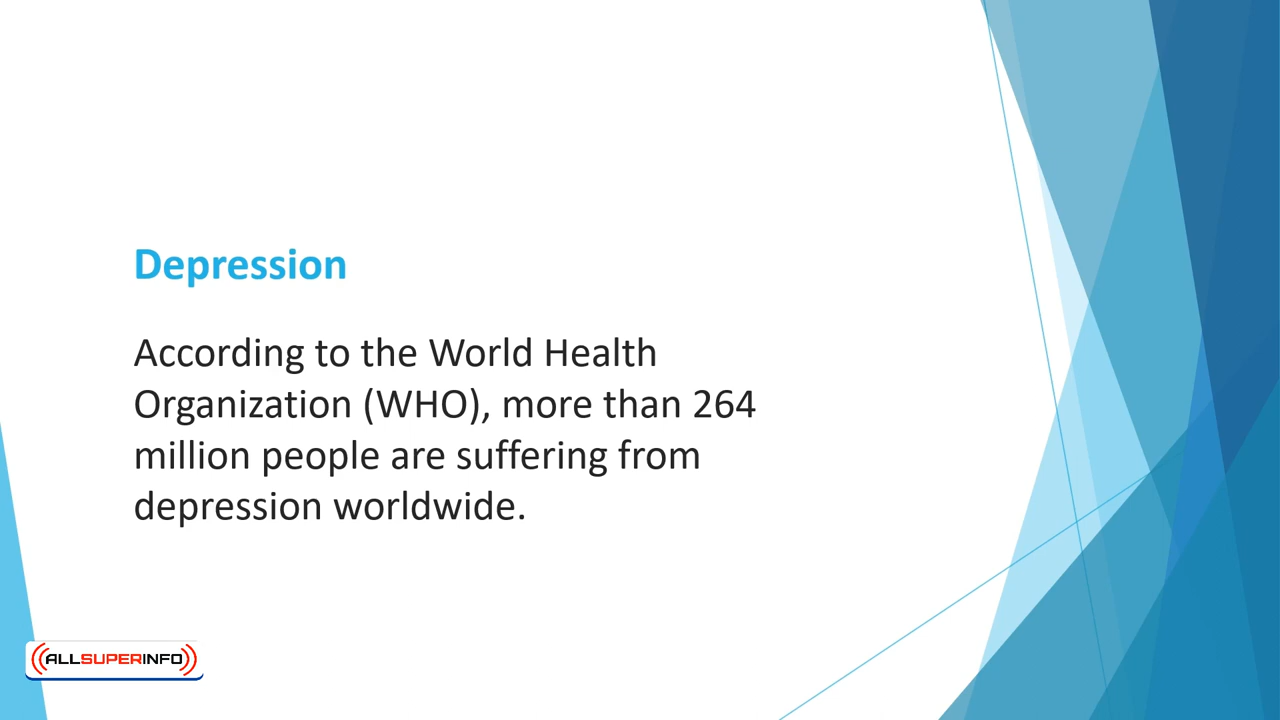 Depression
According to the World Health
Organization (WHO), more than 264
million people are suffering from
depression worldwide.
ALLSUPERINFO